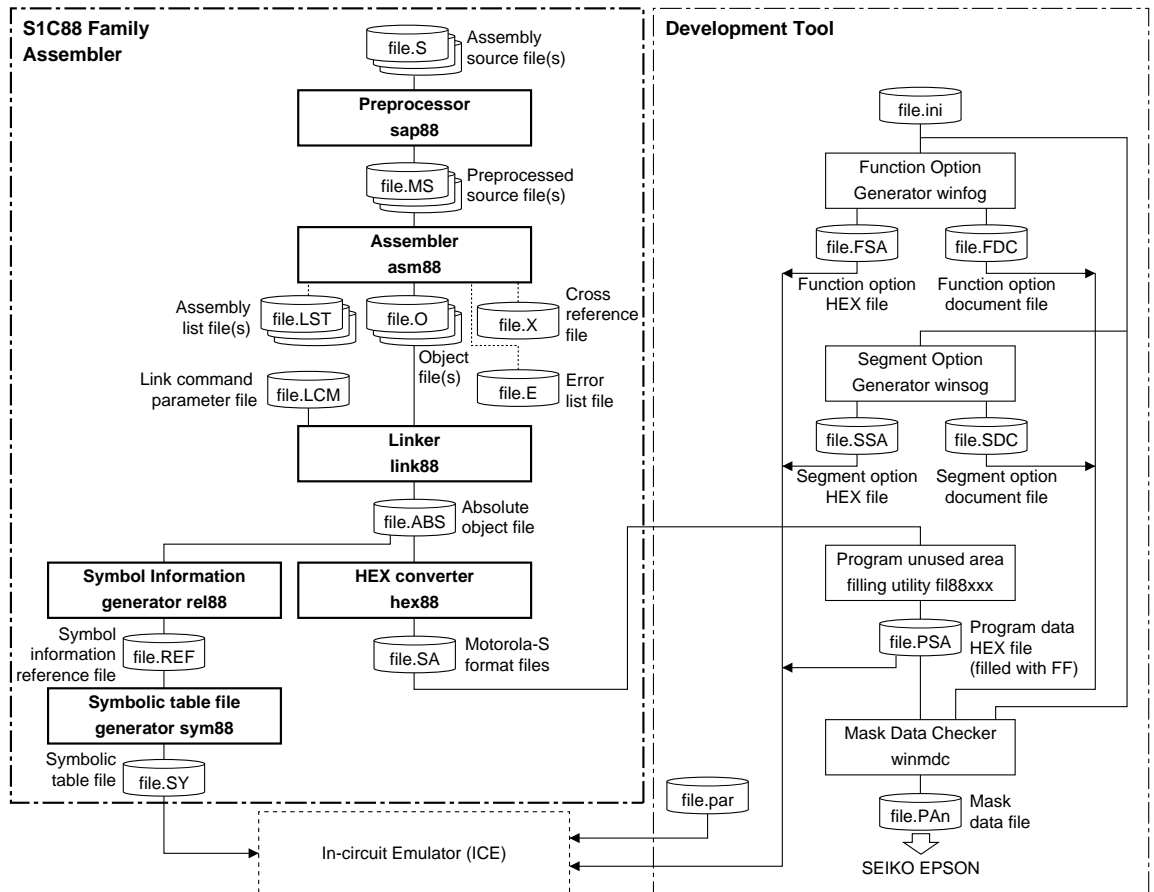 S1C88 Family
Assembler
file.S
Assembly
source file(s)
Preprocessor
sap88
file.MS
Preprocessed
source file(s)
Assembler
asm88
Assembly
list file(s)
file.LST
file.O
Object
file(s)
file.X
Cross
reference
file
Link command
parameter file
file.LCM
file.E
Error
list file
Linker
link88
file.ABS
Absolute
object file
Symbol Information
generator rel88
HEX converter
hex88
Symbol
information
reference file
file.REF
file.SA
Motorola-S
format files
Symbolic table file
generator sym88
Symbolic
table file
file.SY
Development Tool
file.ini
Function Option
Generator winfog
file.FSA
file.FDC
Function option
HEX file
Function option
document file
Segment Option
Generator winsog
file.SSA
file.SDC
Segment option
HEX file
Segment option
document file
Program unused area
filling utility fil88xxx
file.PSA
Program data
HEX file
(filled with FF)
Mask Data Checker
winmdc
file.PAn
Mask
data file
SEIKO EPSON
file.par
In-circuit Emulator (ICE)